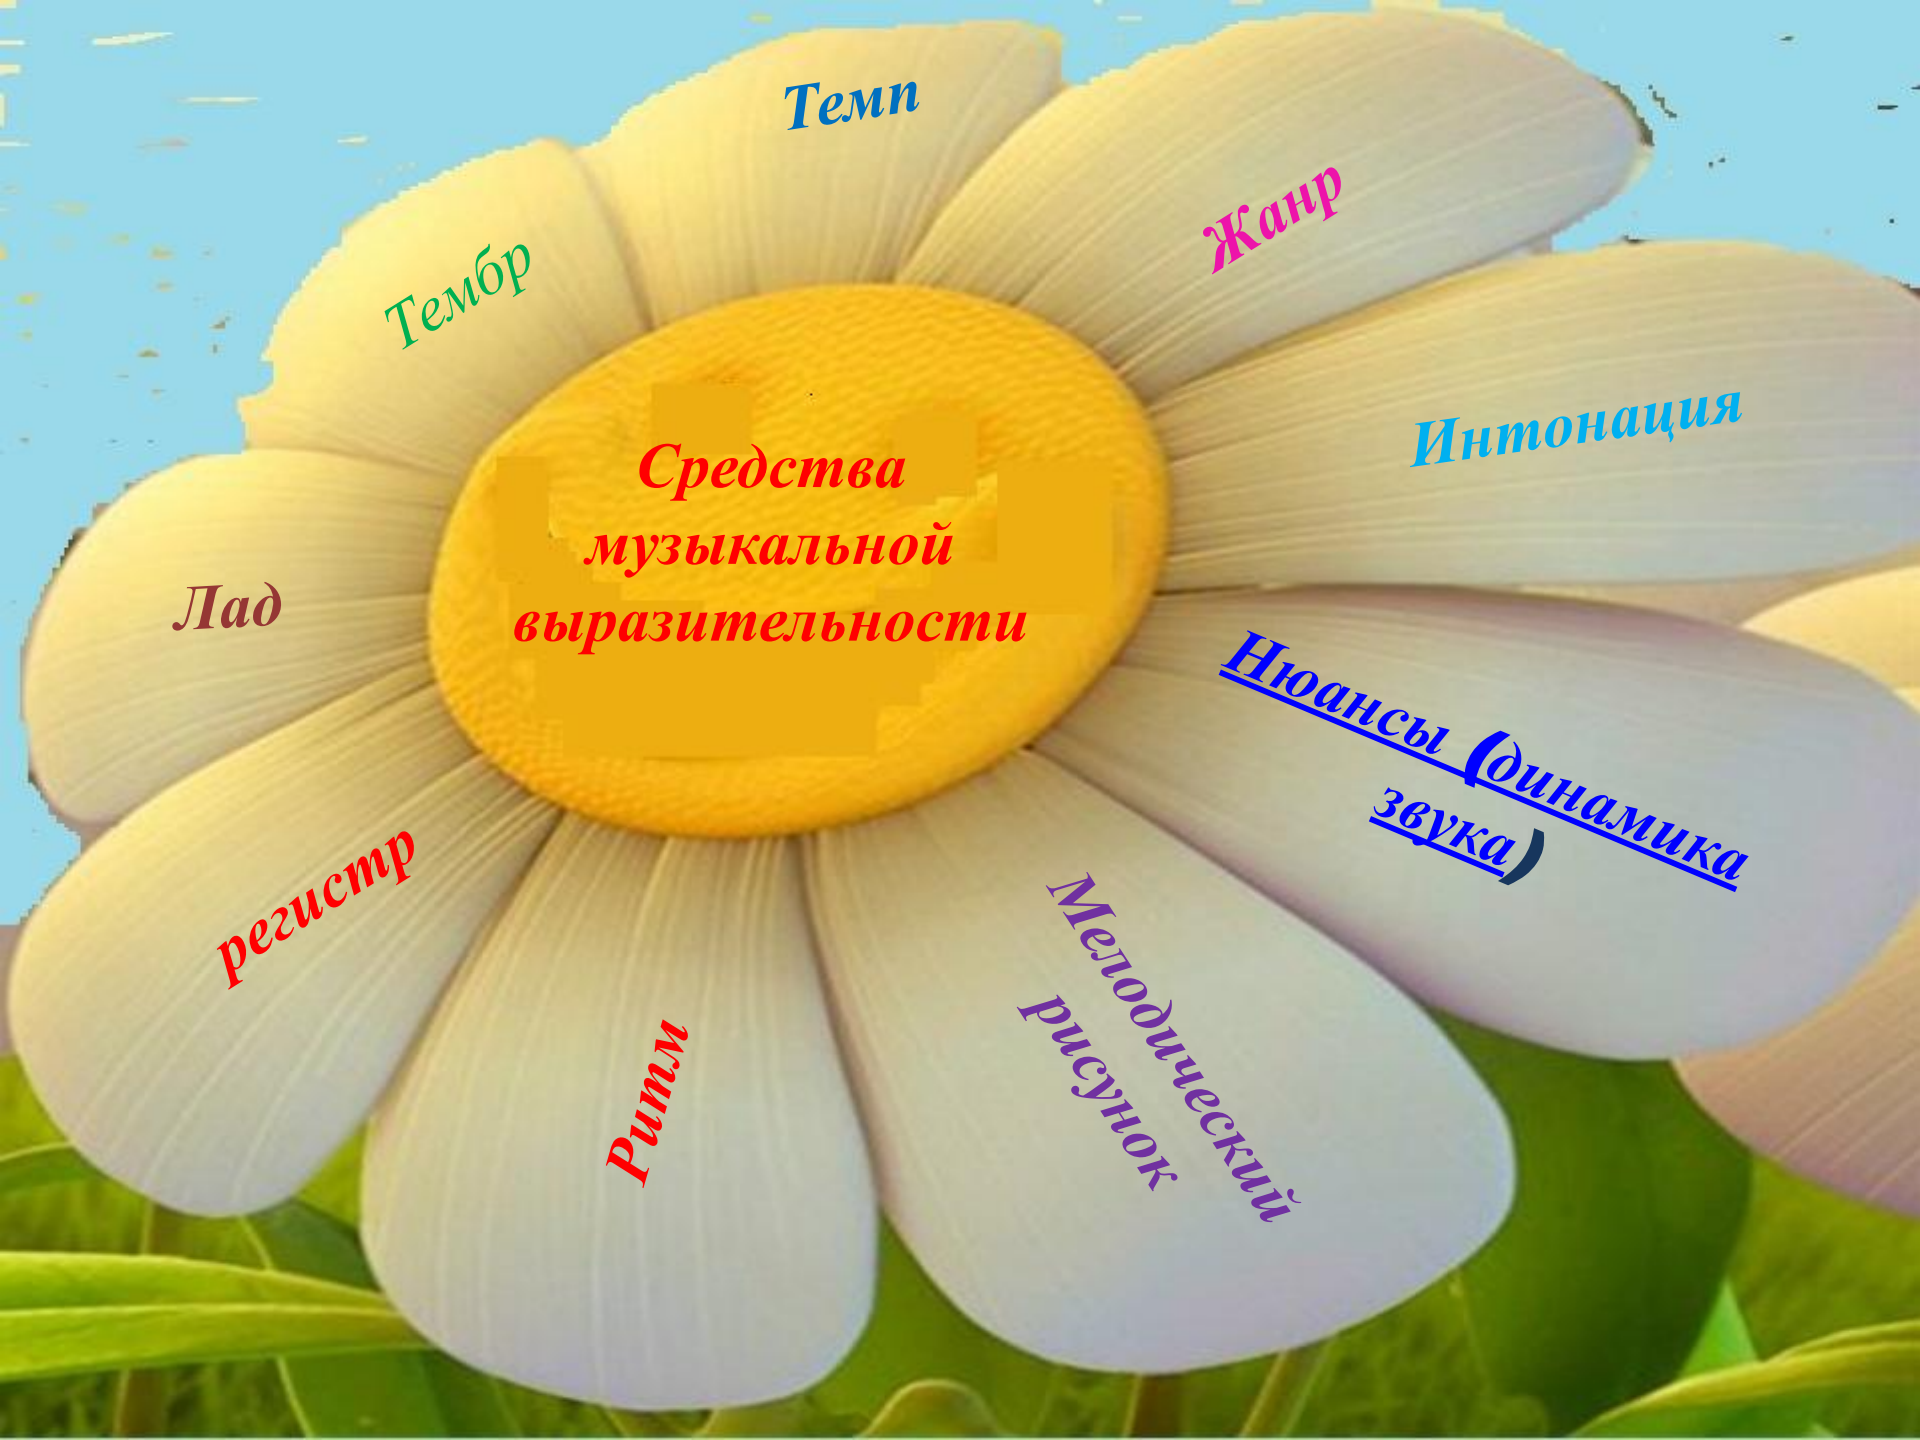 Темп
Жанр
Тембр
Интонация
Средства
музыкальной
выразительности
Лад
Нюансы (динамика
звука)
регистр
Мелодический
рисунок
Ритм